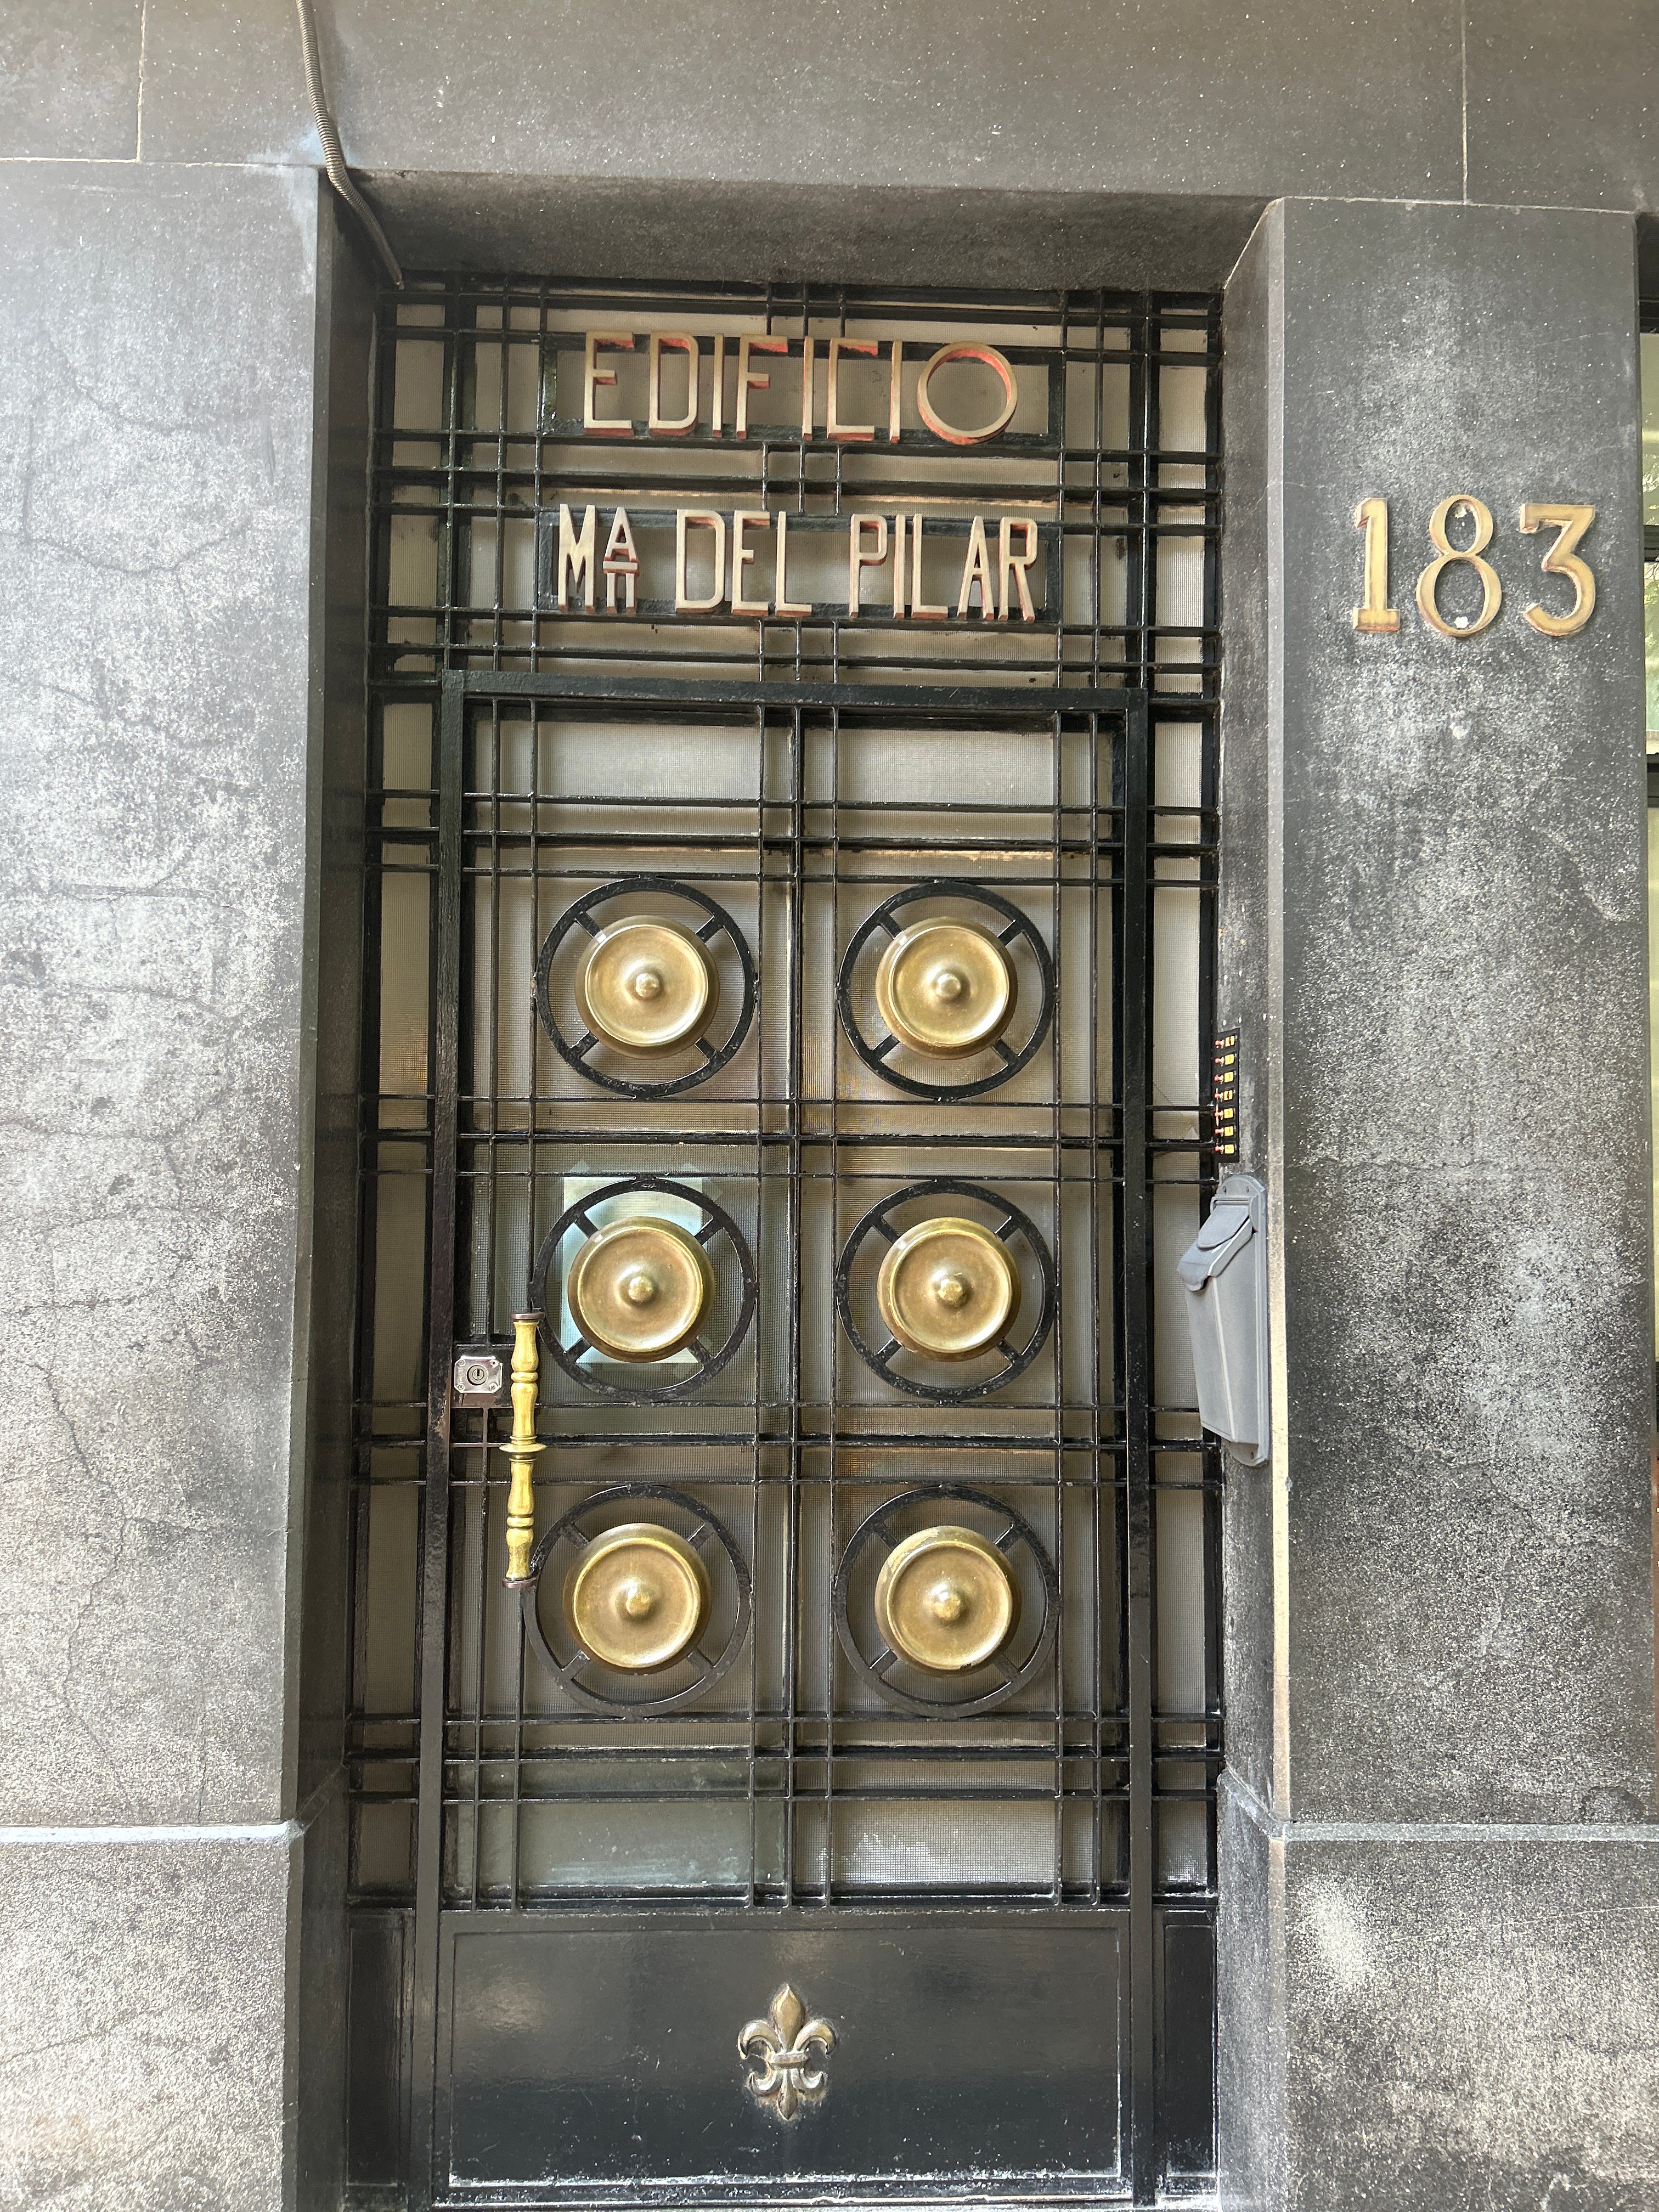 EDIFICIO
Mª DEL PILAR
183